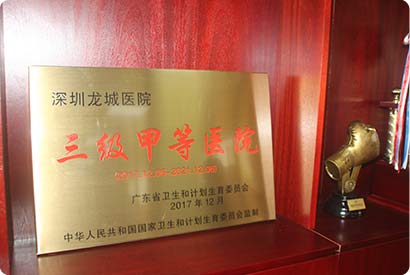 深圳龙城医院
三级甲等医院
广东省卫生和计划生育委员会
2017年12月
中华人民共和国国家卫生和计划生育委员会监制